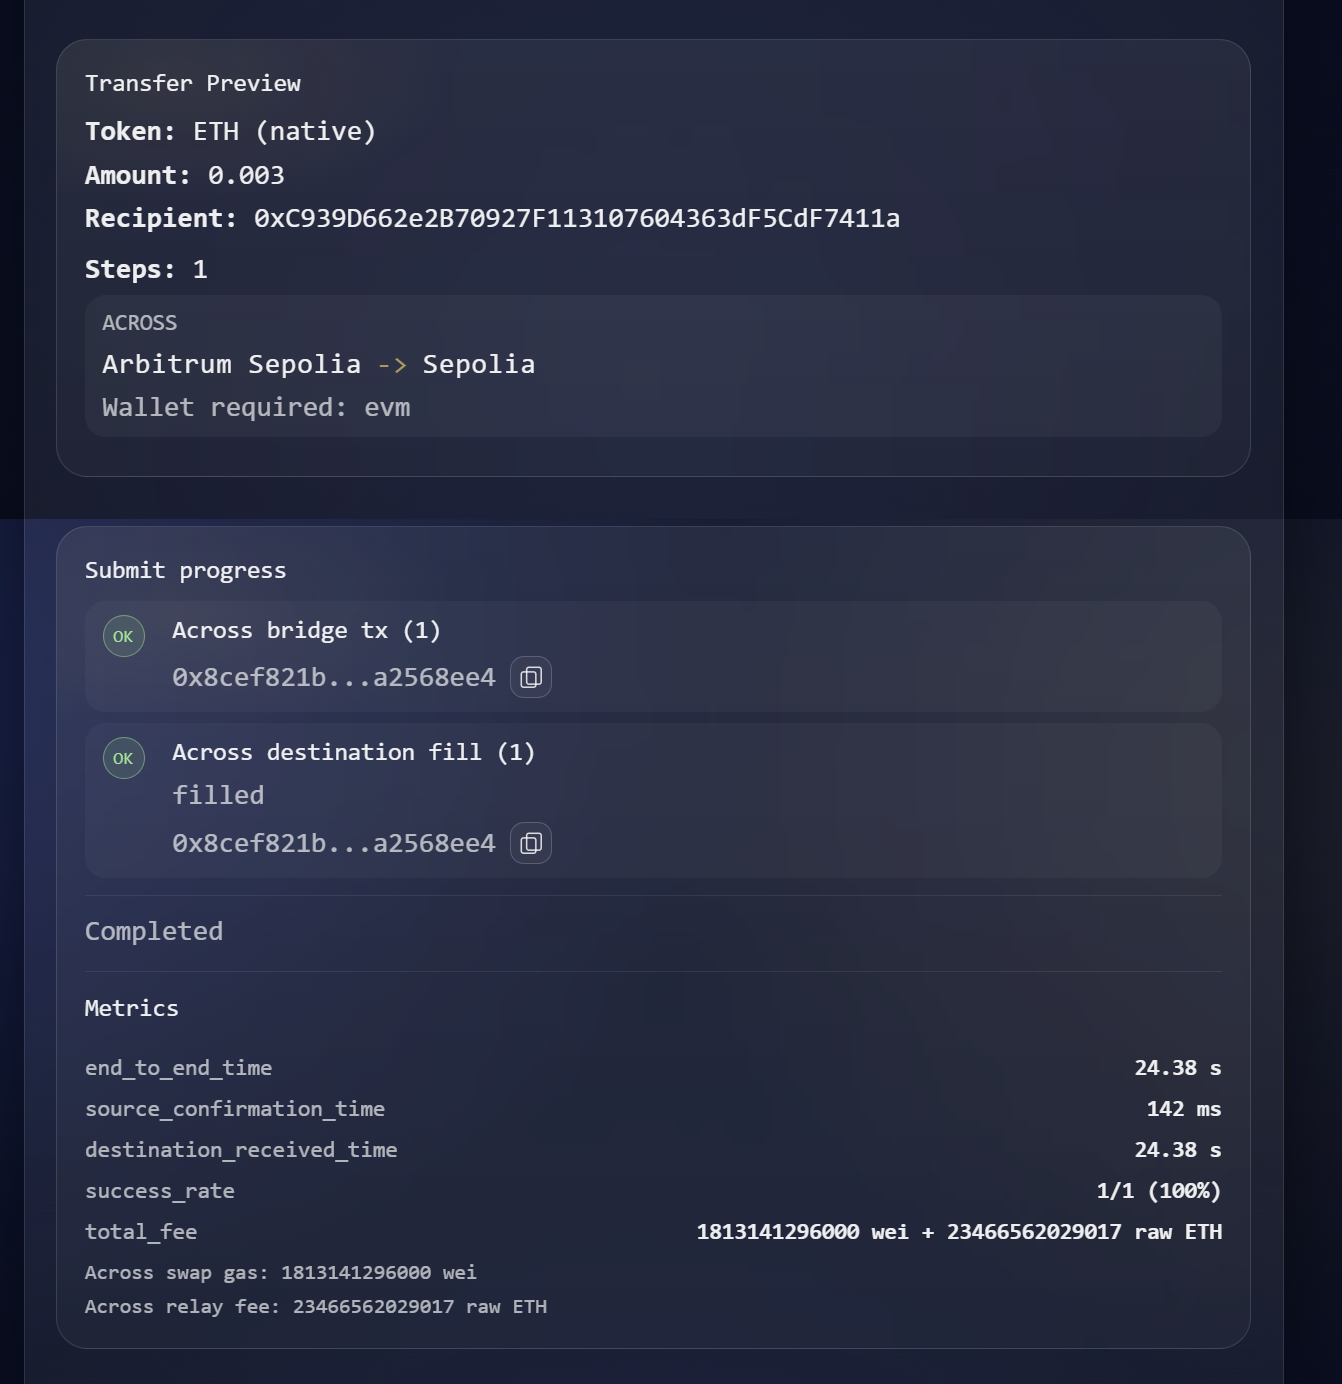 Transfer Preview
Token: ETH (native)
Amount: 0.003
Recipient: 0xC939D662e2B70927F113107604363dF5CdF7411a
Steps: 1
ACROSS
Arbitrum Sepolia -> Sepolia
Wallet required: evm
Submit progress
OK
Across bridge tx (1)
0x8cef821b...a2568ee4
OK
Across destination fill (1)
filled
0x8cef821b...a2568ee4
Completed
Metrics
end_to_end_time 24.38 s
source_confirmation_time 142 ms
destination_received_time 24.38 s
success_rate 1/1 (100%)
total_fee 1813141296000 wei + 23466562029017 raw ETH
Across swap gas: 1813141296000 wei
Across relay fee: 23466562029017 raw ETH